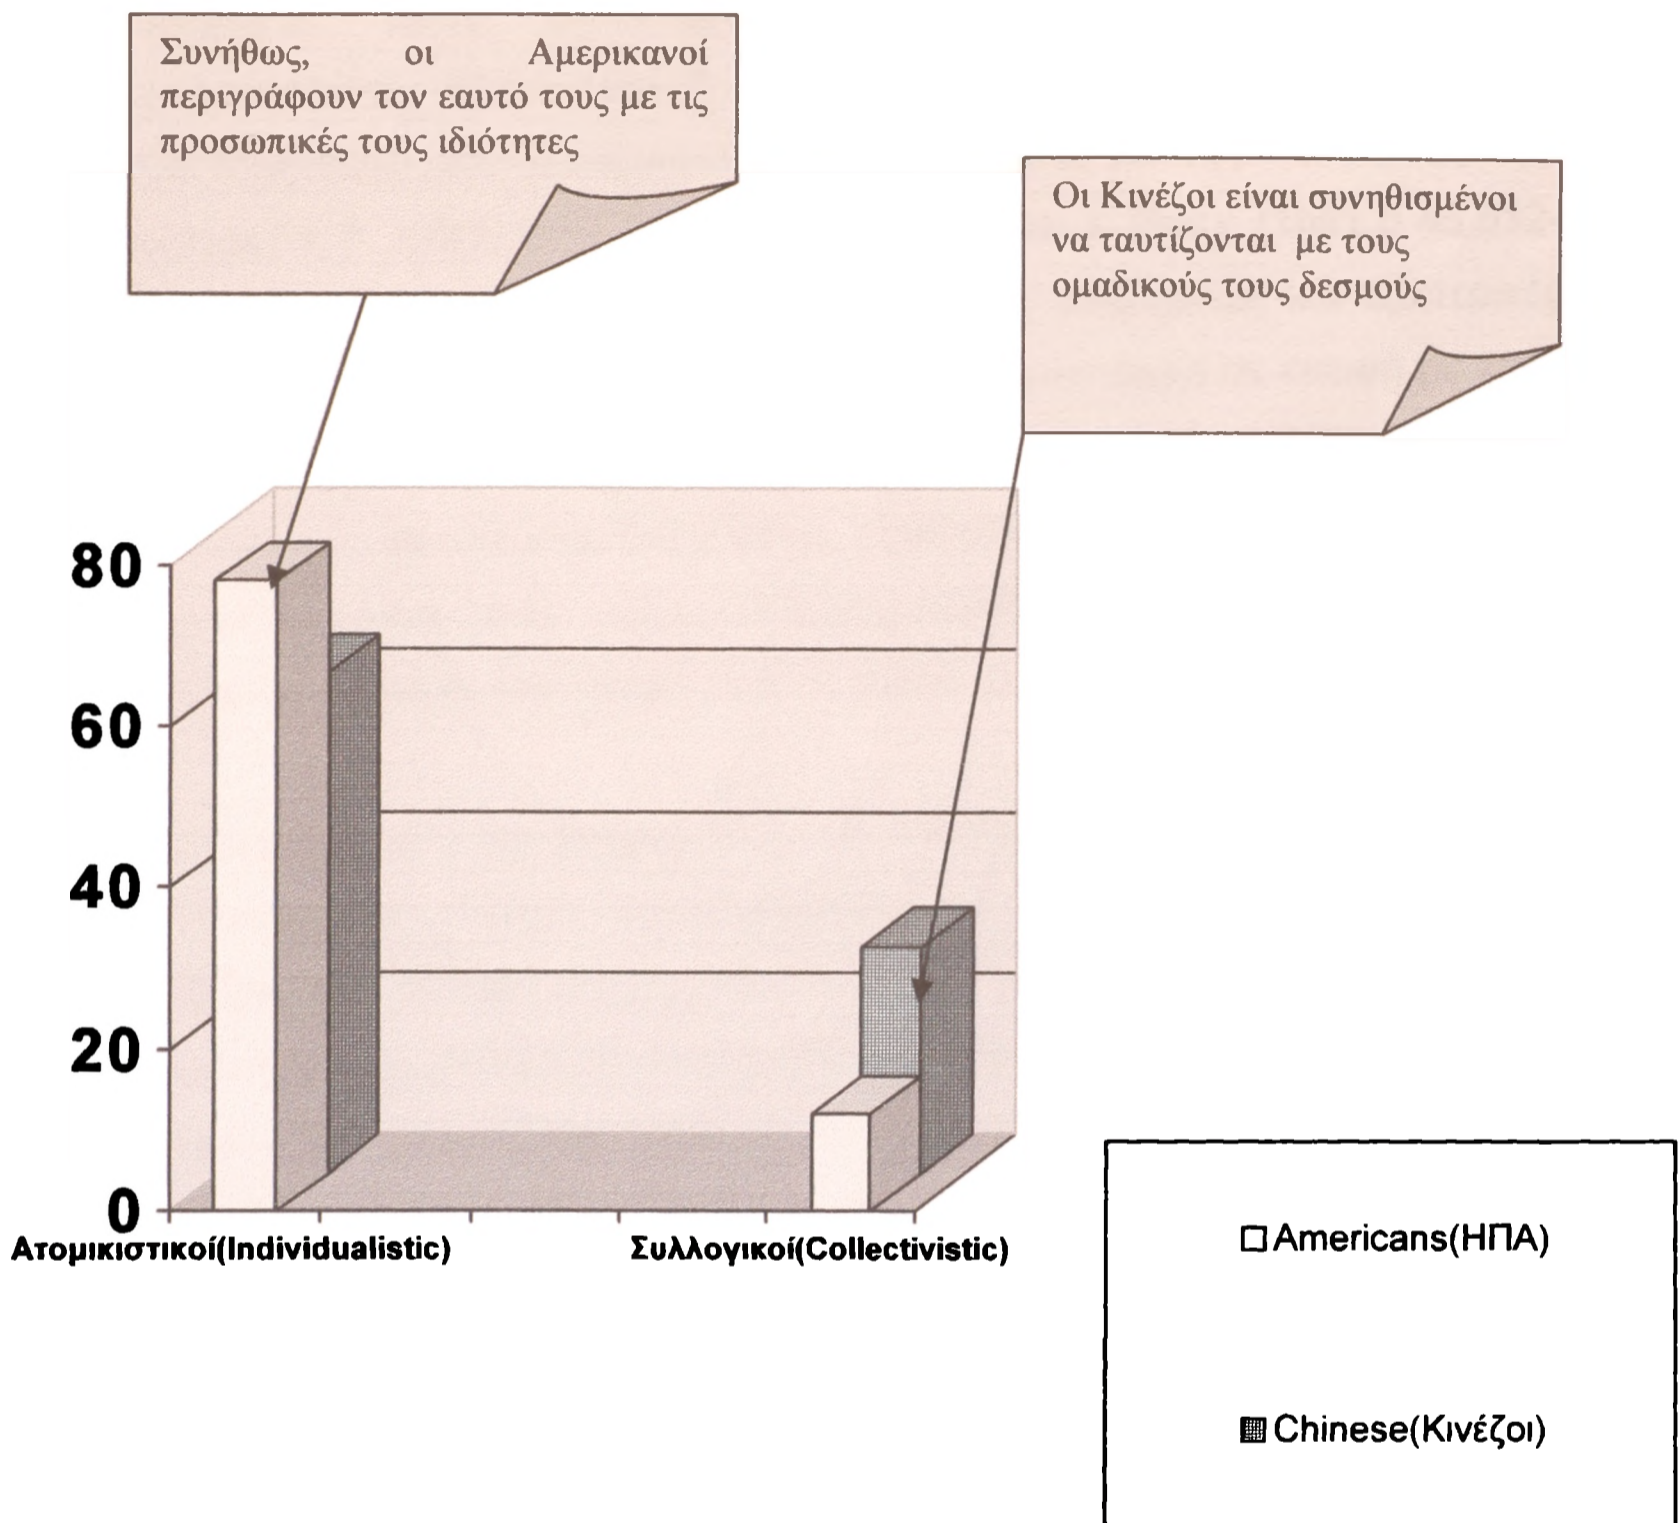 Συνήθως, οι Αμερικανοί
περιγράφουν τον εαυτό τους με τις
προσωπικές τους ιδιότητες
Οι Κινέζοι είναι συνηθισμένοι
να ταυτίζονται με τους
ομαδικούς τους δεσμούς
80
60
40
20
0
Ατομικιστικοί(Individualistic)
Συλλογικοί(Collectivistic)
Americans(ΗΠΑ)
Chinese(Κινέζοι)